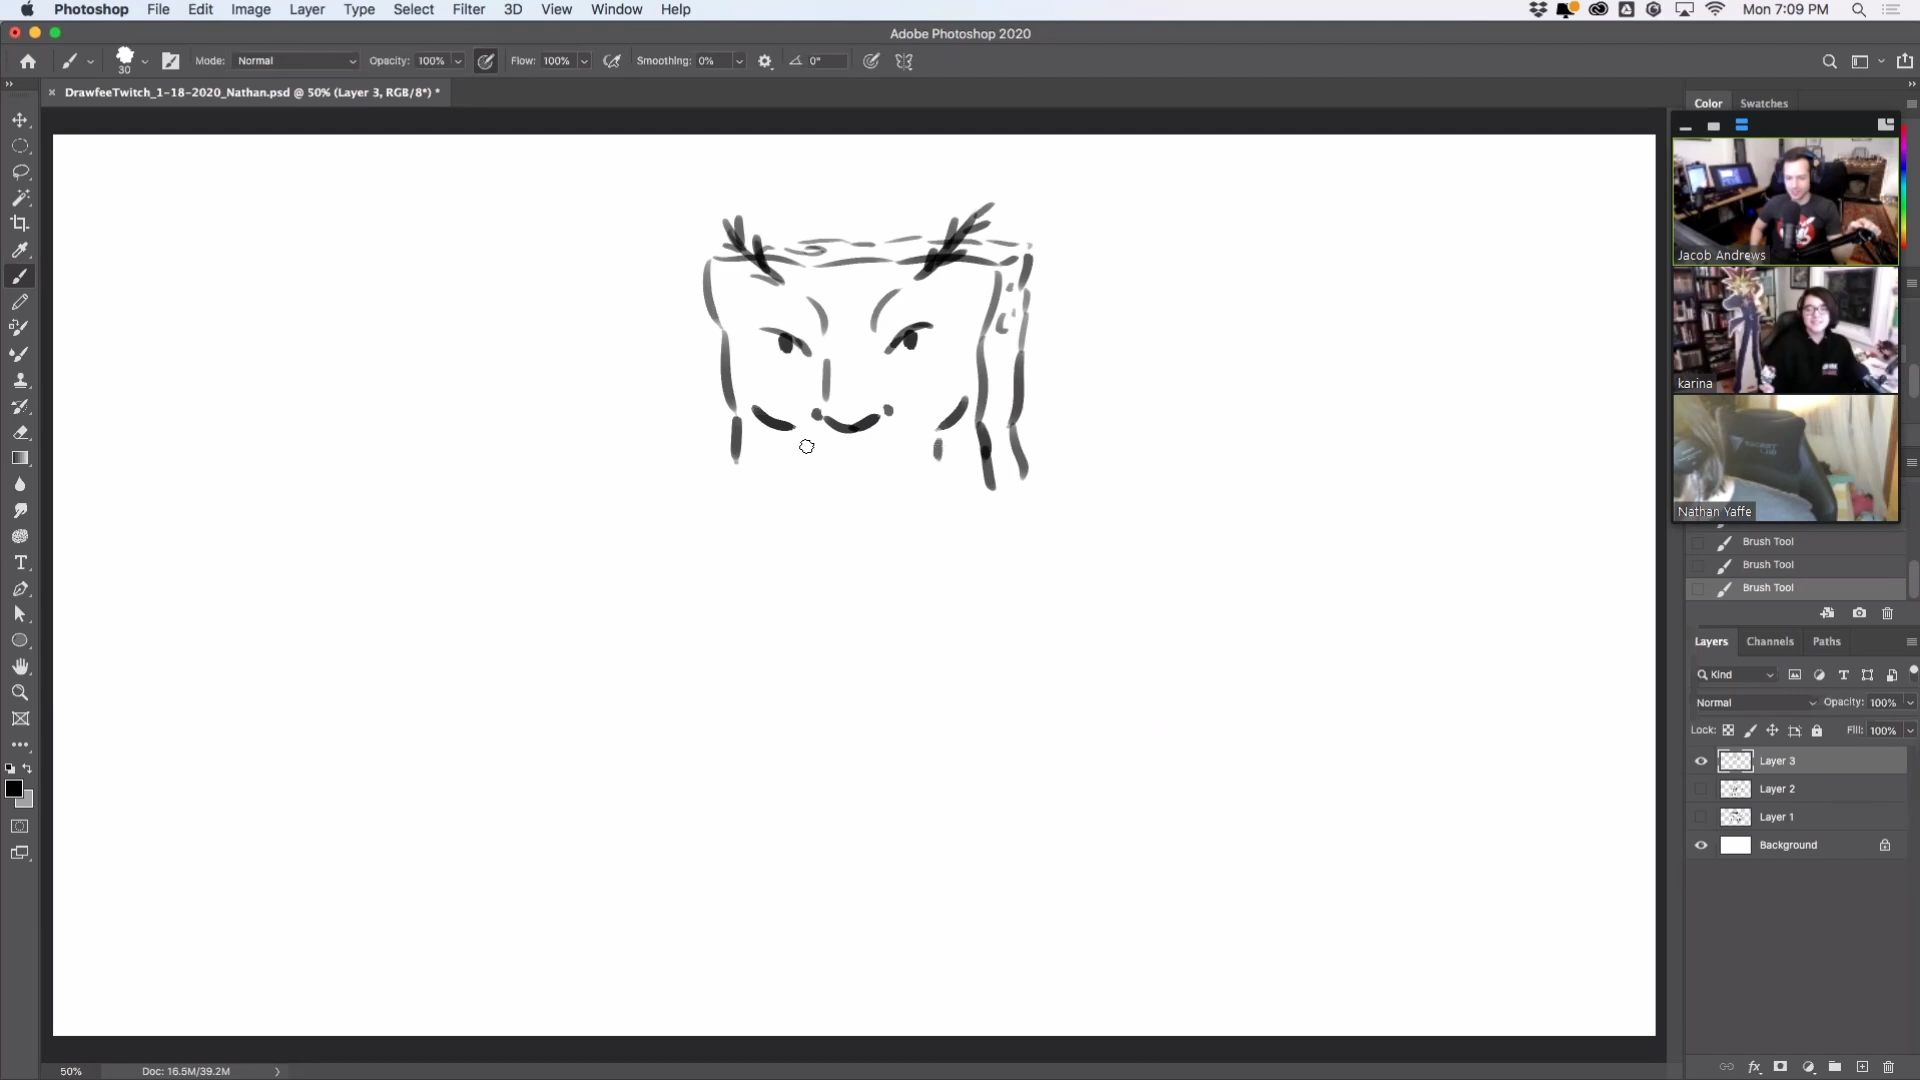 Photoshop File Edit Image Layer Type Select Filter 3D View Window Help Mon 7:09 PM
Adobe Photoshop 2020
30 Mode: Normal Opacity: 100% Flow: 100% Smoothing: 0% 0°
DrawfeeTwitch_1-18-2020_Nathan.psd @ 50% (Layer 3, RGB/8*) *
Color Swatches
Jacob Andrews
karina
Nathan Yaffe
Brush Tool
Brush Tool
Brush Tool
Layers Channels Paths
Kind
Normal Opacity: 100%
Lock: Fill: 100%
Layer 3
Layer 2
Layer 1
Background
50% Doc: 16.5M/39.2M